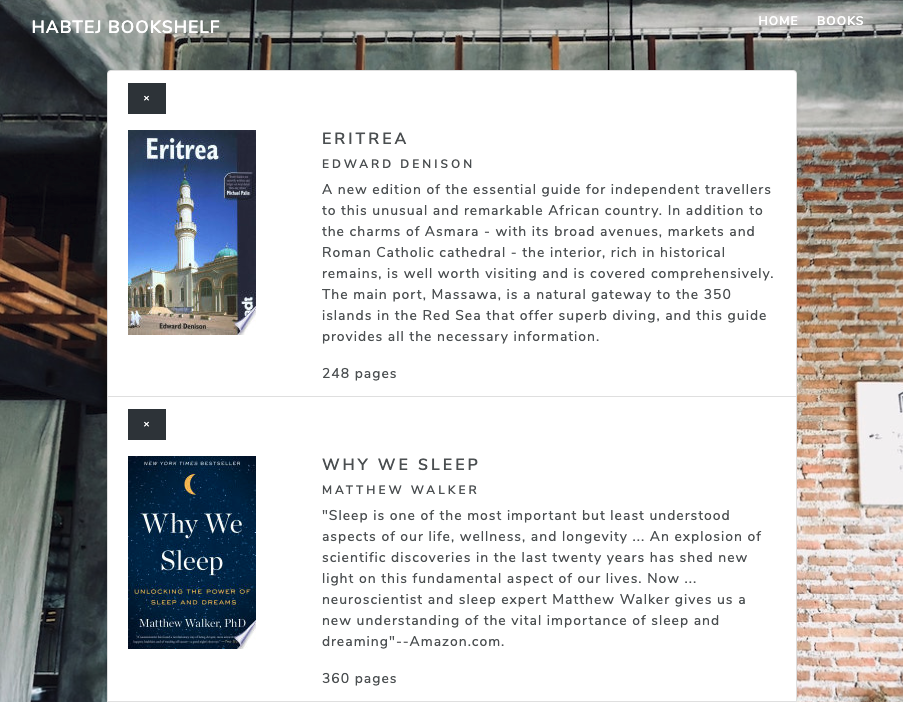 HABTEJ BOOKSHELF
HOME BOOKS
×
Eritrea
Michael Palin
Edward Denison
ERITREA
EDWARD DENISON
A new edition of the essential guide for independent travellers
to this unusual and remarkable African country. In addition to
the charms of Asmara - with its broad avenues, markets and
Roman Catholic cathedral - the interior, rich in historical
remains, is well worth visiting and is covered comprehensively.
The main port, Massawa, is a natural gateway to the 350
islands in the Red Sea that offer superb diving, and this guide
provides all the necessary information.
248 pages
×
NEW YORK TIMES BESTSELLER
Why We
Sleep
UNLOCKING THE POWER OF
SLEEP AND DREAMS
Matthew Walker, PhD
WHY WE SLEEP
MATTHEW WALKER
"Sleep is one of the most important but least understood
aspects of our life, wellness, and longevity ... An explosion of
scientific discoveries in the last twenty years has shed new
light on this fundamental aspect of our lives. Now ...
neuroscientist and sleep expert Matthew Walker gives us a
new understanding of the vital importance of sleep and
dreaming"--Amazon.com.
360 pages